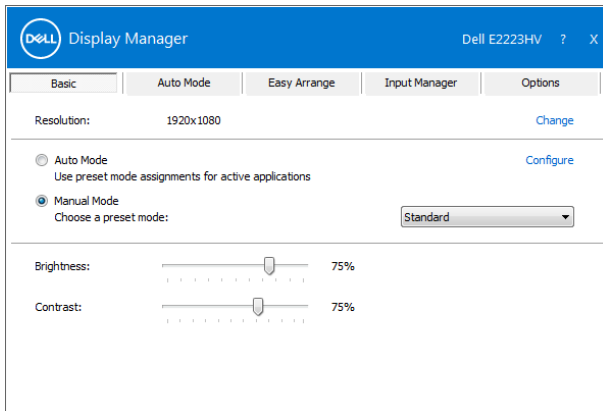 DELL Display Manager Dell E2223HV ? X
Basic Auto Mode Easy Arrange Input Manager Options
Resolution: 1920x1080 Change
Auto Mode Configure
Use preset mode assignments for active applications
Manual Mode
Choose a preset mode: Standard
Brightness: 75%
Contrast: 75%